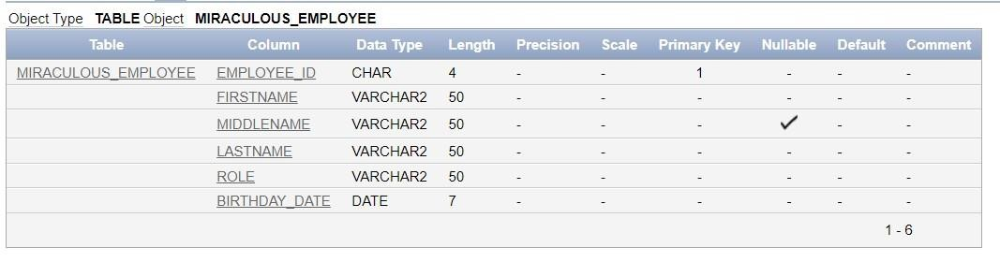 Object Type TABLE Object MIRACULOUS_EMPLOYEE
Table Column Data Type Length Precision Scale Primary Key Nullable Default Comment
MIRACULOUS_EMPLOYEE EMPLOYEE_ID CHAR 4 - - 1 - - -
FIRSTNAME VARCHAR2 50 - - - - - -
MIDDLENAME VARCHAR2 50 - - - ✓ - -
LASTNAME VARCHAR2 50 - - - - - -
ROLE VARCHAR2 50 - - - - - -
BIRTHDAY_DATE DATE 7 - - - - - -
1 - 6